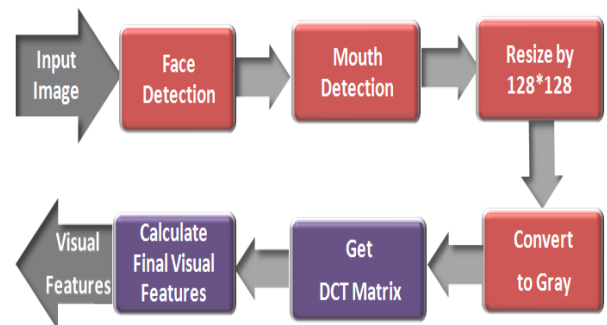 Input
Image
Face
Detection
Mouth
Detection
Resize by
128*128
Convert
to Gray
Get
DCT Matrix
Calculate
Final Visual
Features
Visual
Features